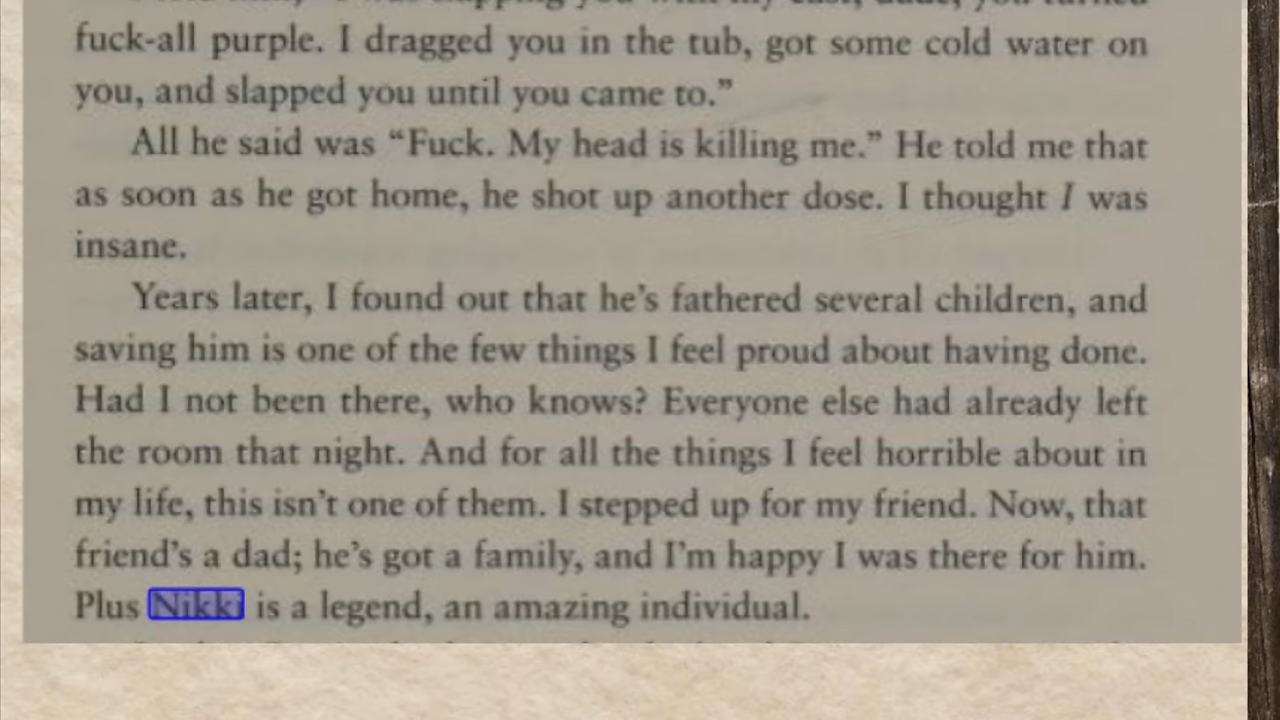 fuck-all purple. I dragged you in the tub, got some cold water on
you, and slapped you until you came to.”
All he said was “Fuck. My head is killing me.” He told me that
as soon as he got home, he shot up another dose. I thought I was
insane.
Years later, I found out that he’s fathered several children, and
saving him is one of the few things I feel proud about having done.
Had I not been there, who knows? Everyone else had already left
the room that night. And for all the things I feel horrible about in
my life, this isn’t one of them. I stepped up for my friend. Now, that
friend’s a dad; he’s got a family, and I’m happy I was there for him.
Plus Nikki is a legend, an amazing individual.